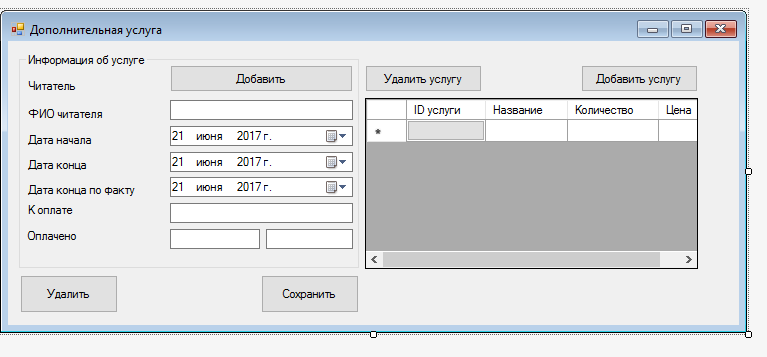 Дополнительная услуга
Информация об услуге
Читатель
Добавить
ФИО читателя
Дата начала
21 июня 2017 г.
Дата конца
21 июня 2017 г.
Дата конца по факту
21 июня 2017 г.
К оплате
Оплачено
Удалить
Сохранить
Удалить услугу
Добавить услугу
ID услуги Название Количество Цена
*